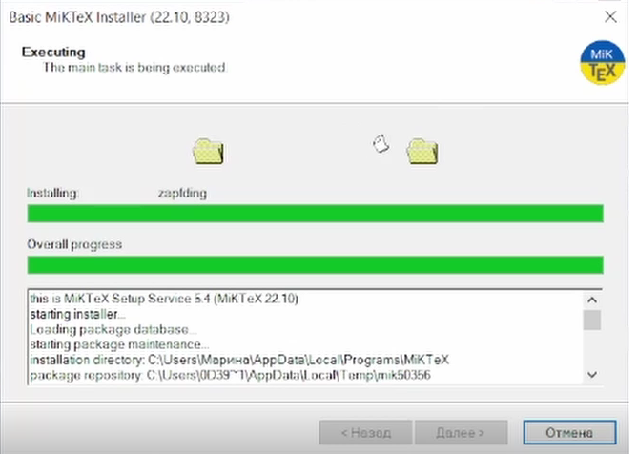 Basic MiKTeX Installer (22.10, 8323)
Executing
The main task is being executed.
MiK
TEX
Installing: zapfding
Overall progress
this is MiKTeX Setup Service 5.4 (MiKTeX 22.10)
starting installer...
Loading package database...
starting package maintenance...
installation directory: C:\Users\Марина\AppData\Local\Programs\MiKTeX
package repository: C:\Users\0D39~1\AppData\Local\Temp\mik50356
< Назад
Далее >
Отмена